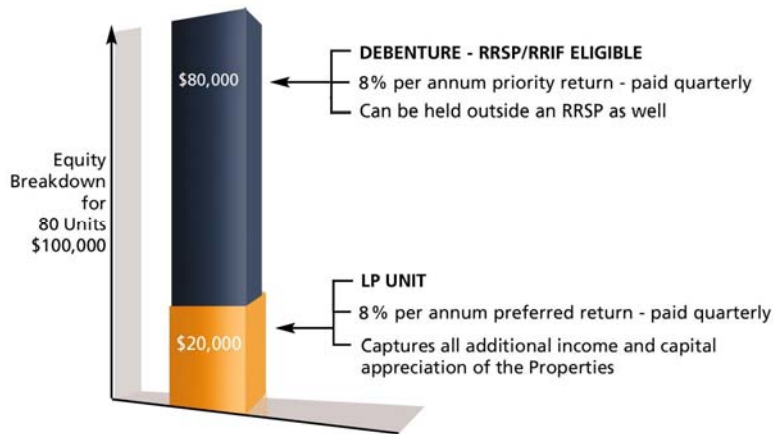 $80,000
DEBENTURE - RRSP/RRIF ELIGIBLE
8% per annum priority return - paid quarterly
Can be held outside an RRSP as well
Equity
Breakdown
for
80 Units
$100,000
$20,000
LP UNIT
8% per annum preferred return - paid quarterly
Captures all additional income and capital
appreciation of the Properties